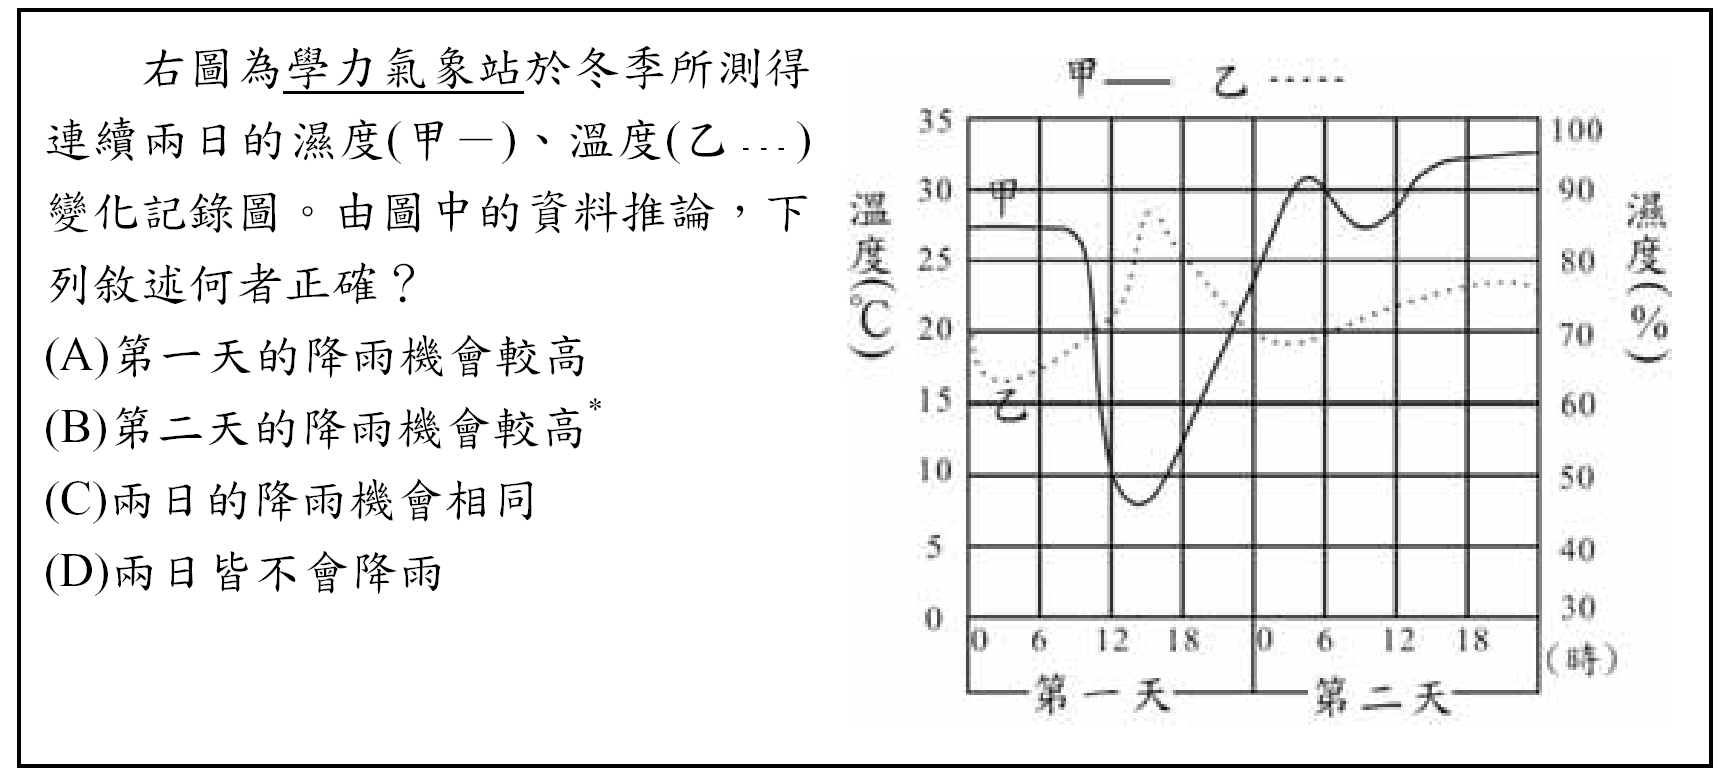 右圖為學力氣象站於冬季所測得
連續兩日的濕度(甲－)、溫度(乙 ---)
變化記錄圖。由圖中的資料推論，下
列敘述何者正確？
(A)第一天的降雨機會較高
(B)第二天的降雨機會較高*
(C)兩日的降雨機會相同
(D)兩日皆不會降雨
甲—— 乙 ·····
溫度(℃)
35
30
25
20
15
10
5
0
甲
乙
100
90
80
70
60
50
40
30
濕度(%)
0 6 12 18 0 6 12 18
(時)
第一天 第二天